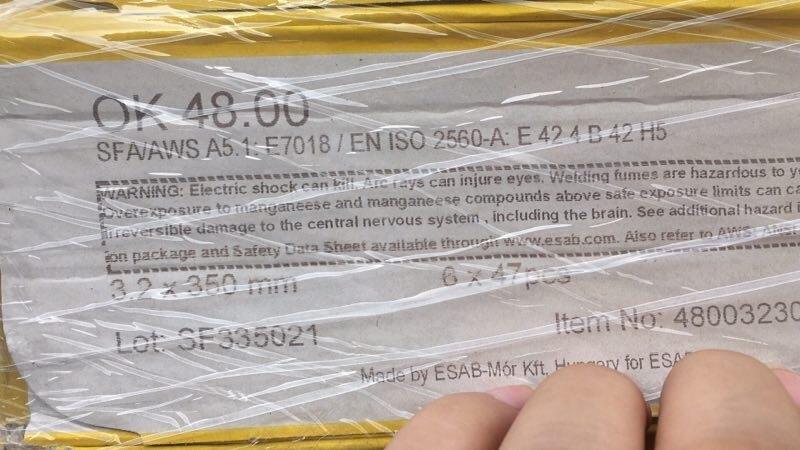 OK 48.00
SFA/AWS A5.1: E7018 / EN ISO 2560-A: E 42 4 B 42 H5
WARNING: Electric shock can kill. Arc rays can injure eyes. Welding fumes are hazardous to
Overexposure to manganeese and manganeese compounds above safe exposure limits can
irreversible damage to the central nervous system , including the brain. See additional hazard
on package and Safety Data Sheet available through www.esab.com. Also refer to AWS
3.2 x 350 mm 6 x 47pcs
Lot: SF335021 Item No: 48003230
Made by ESAB-Mór Kft, Hungary for ESAB